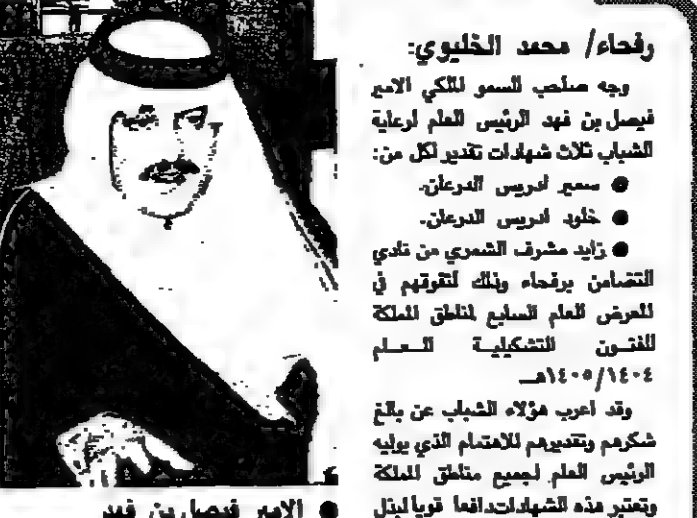 رفحاء/ محمد الخليوي:
وجه صاحب السمو الملكي الامير
فيصل بن فهد الرئيس العام لرعاية
الشباب ثلاث شهادات تقدير لكل من:
● سمير ادريس الدرعان.
● خلود ادريس الدرعان.
● زايد مشرف الشمري من نادي
التضامن برفحاء وذلك لتفوقهم في
المعرض العام السابع لمناطق المملكة
للفنون التشكيلية للعام
١٤٠٤/١٤٠٥هـ
وقد اعرب هؤلاء الشباب عن بالغ
شكرهم وتقديرهم للاهتمام الذي يوليه
الرئيس العام لجميع مناطق المملكة
وتعتبر هذه الشهادات دافعا قويا لبذل
● الامير فيصل بن فهد